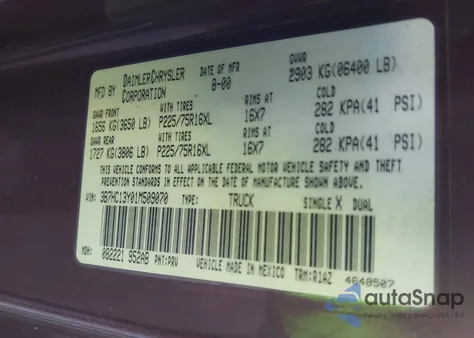 MFD BY DAIMLERCHRYSLER CORPORATION DATE OF MFR 8-00 GVWR 2903 KG(06400 LB)
GAWR FRONT WITH TIRES RIMS AT COLD
1656 KG(3650 LB) P225/75R16XL 16X7 282 KPA(41 PSI)
GAWR REAR WITH TIRES RIMS AT COLD
1727 KG(3806 LB) P225/75R16XL 16X7 282 KPA(41 PSI)
THIS VEHICLE CONFORMS TO ALL APPLICABLE FEDERAL MOTOR VEHICLE SAFETY AND THEFT
PREVENTION STANDARDS IN EFFECT ON THE DATE OF MANUFACTURE SHOWN ABOVE
3B7HC13Y01M509070 TYPE: TRUCK SINGLE X DUAL
MDH: 082221 952AB PNT:PRV VEHICLE MADE IN MEXICO TRM:R1AZ 4648507
autoSnap